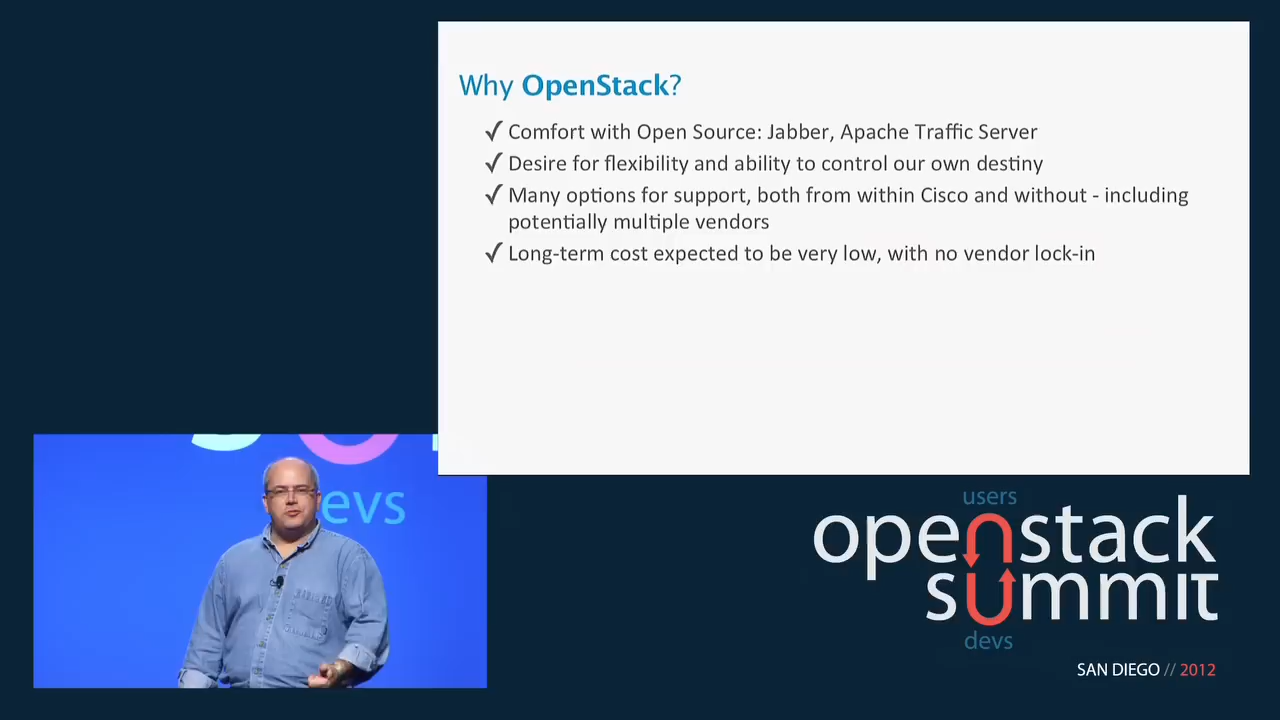 Why OpenStack?
✓ Comfort with Open Source: Jabber, Apache Traffic Server
✓ Desire for flexibility and ability to control our own destiny
✓ Many options for support, both from within Cisco and without - including
potentially multiple vendors
✓ Long-term cost expected to be very low, with no vendor lock-in
devs
users
openstack
summit
devs
SAN DIEGO // 2012